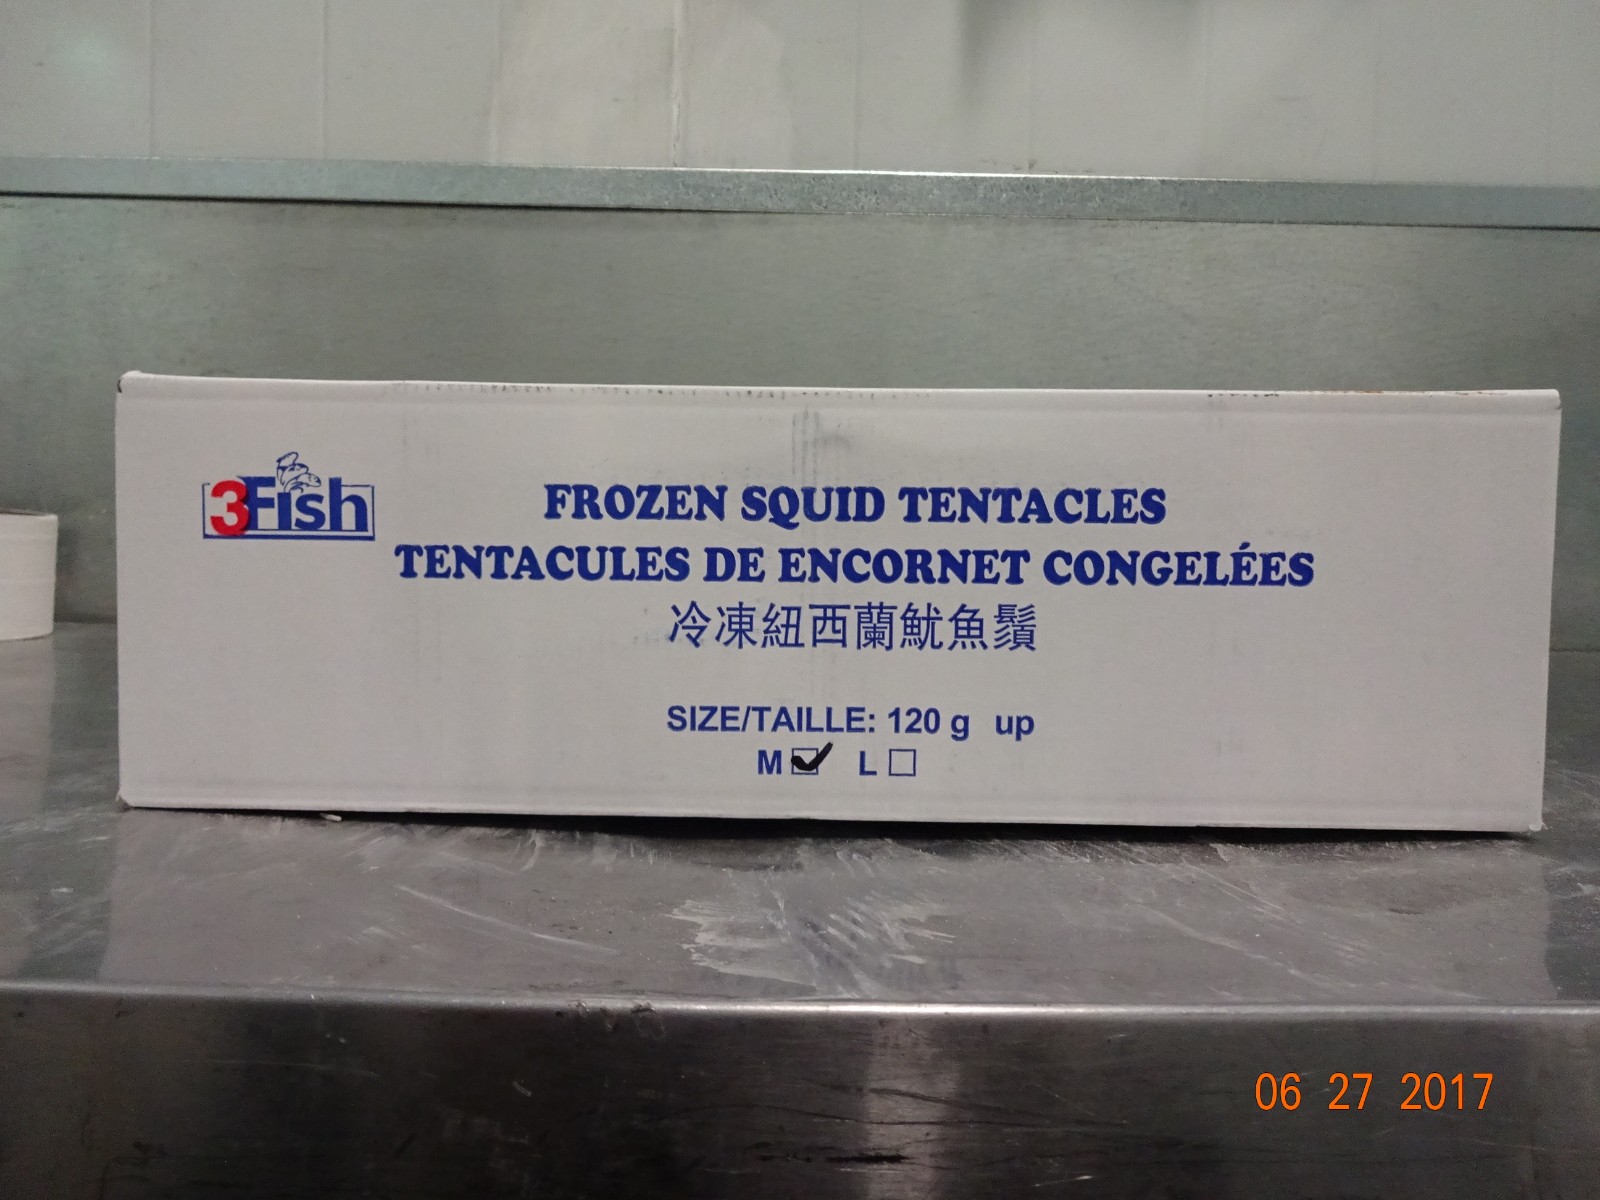 3Fish
FROZEN SQUID TENTACLES
TENTACULES DE ENCORNET CONGELÉES
冷凍紐西蘭魷魚鬚
SIZE/TAILLE: 120 g up
M ☑ L ☐
06 27 2017